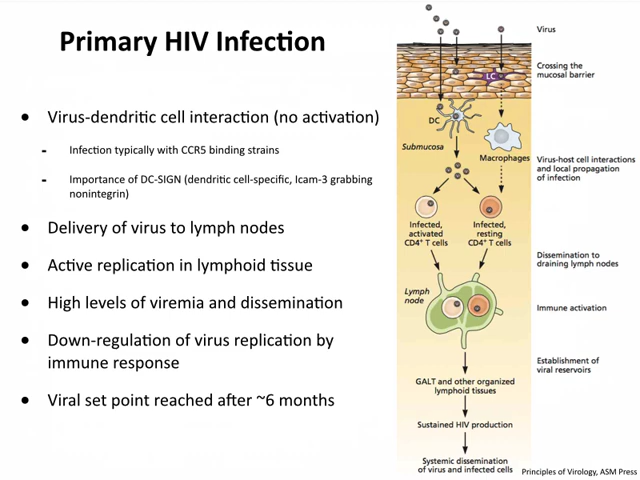 Primary HIV Infection
• Virus-dendritic cell interaction (no activation)
- Infection typically with CCR5 binding strains
- Importance of DC-SIGN (dendritic cell-specific, Icam-3 grabbing
nonintegrin)
• Delivery of virus to lymph nodes
• Active replication in lymphoid tissue
• High levels of viremia and dissemination
• Down-regulation of virus replication by
immune response
• Viral set point reached after ~6 months
Virus
Crossing the
mucosal barrier
LC
DC
Submucosa
Macrophages
Virus-host cell interactions
and local propagation
of infection
Infected,
activated
CD4⁺ T cells
Infected,
resting
CD4⁺ T cells
Dissemination to
draining lymph nodes
Lymph
node
Immune activation
Establishment of
viral reservoirs
GALT and other organized
lymphoid tissues
Sustained HIV production
Systemic dissemination
of virus and infected cells
Principles of Virology, ASM Press